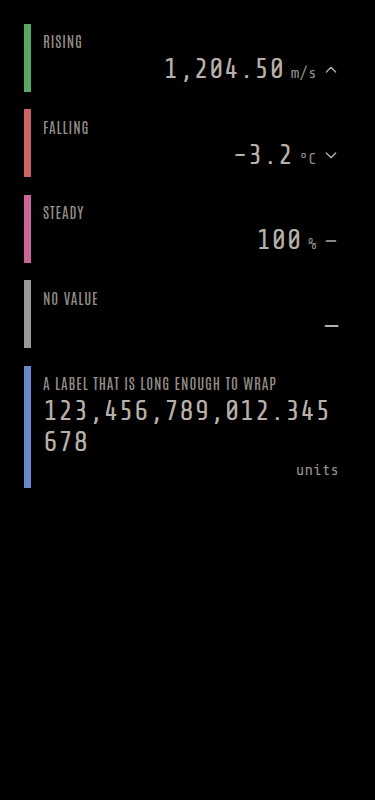 RISING
1,204.50 m/s
FALLING
−3.2 °C
STEADY
100 % —
NO VALUE
—
A LABEL THAT IS LONG ENOUGH TO WRAP
123,456,789,012.345
678
units